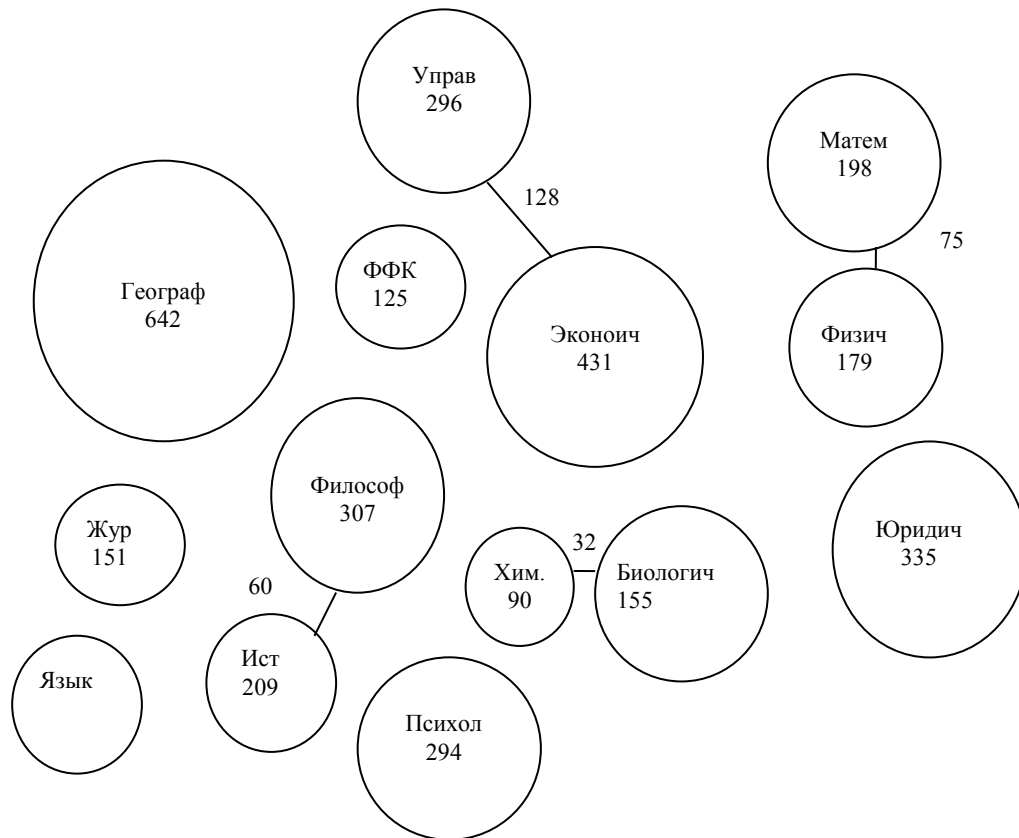 Управ
296
Матем
198
128
75
ФФК
125
Географ
642
Эконоич
431
Физич
179
Философ
307
Жур
151
Юридич
335
32
Хим.
90
Биологич
155
60
Ист
209
Язык
Психол
294